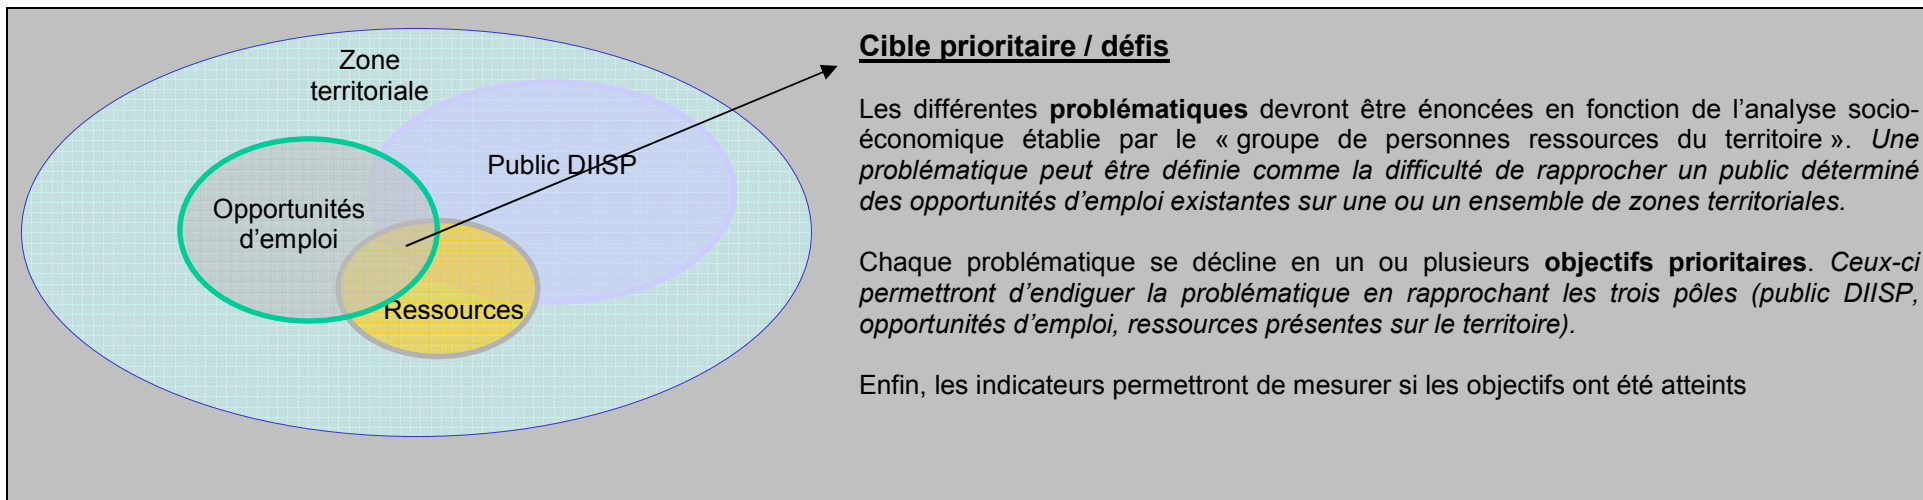 Zone
territoriale
Public DIISP
Opportunités
d’emploi
Ressources
Cible prioritaire / défis
Les différentes problématiques devront être énoncées en fonction de l’analyse socio-
économique établie par le « groupe de personnes ressources du territoire ». Une
problématique peut être définie comme la difficulté de rapprocher un public déterminé
des opportunités d’emploi existantes sur une ou un ensemble de zones territoriales.
Chaque problématique se décline en un ou plusieurs objectifs prioritaires. Ceux-ci
permettront d’endiguer la problématique en rapprochant les trois pôles (public DIISP,
opportunités d’emploi, ressources présentes sur le territoire).
Enfin, les indicateurs permettront de mesurer si les objectifs ont été atteints